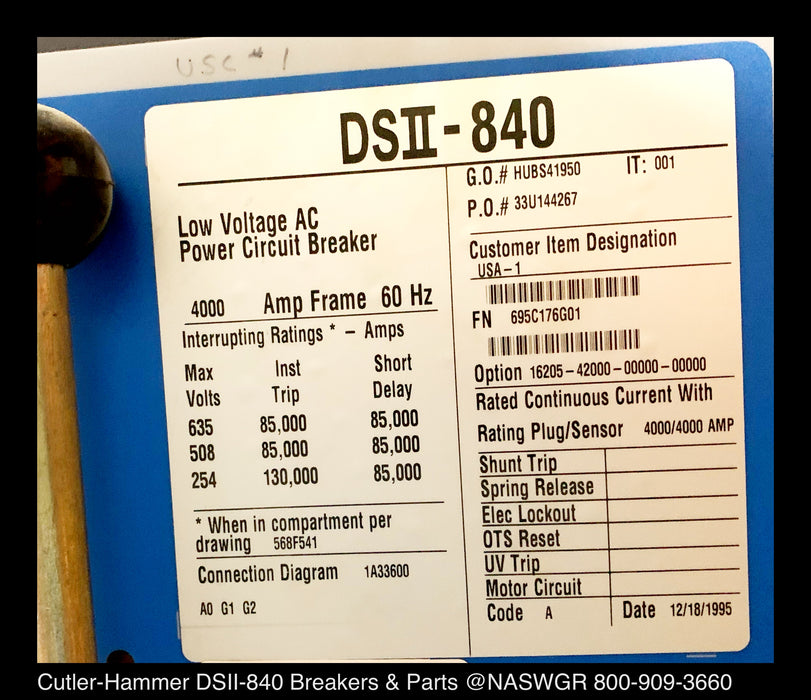 USC # 1
DSII-840
Low Voltage AC
Power Circuit Breaker
4000 Amp Frame 60 Hz
Interrupting Ratings * – Amps
Max Inst Short
Volts Trip Delay
635 85,000 85,000
508 85,000 85,000
254 130,000 85,000
* When in compartment per
drawing 568F541
Connection Diagram 1A33600
A0 G1 G2
G.O.# HUBS41950 IT: 001
P.O.# 33U144267
Customer Item Designation
USA-1
FN 695C176G01
Option 16205-42000-00000-00000
Rated Continuous Current With
Rating Plug/Sensor 4000/4000 AMP
Shunt Trip
Spring Release
Elec Lockout
OTS Reset
UV Trip
Motor Circuit
Code A Date 12/18/1995
Cutler-Hammer DSII-840 Breakers & Parts @NASWGR 800-909-3660